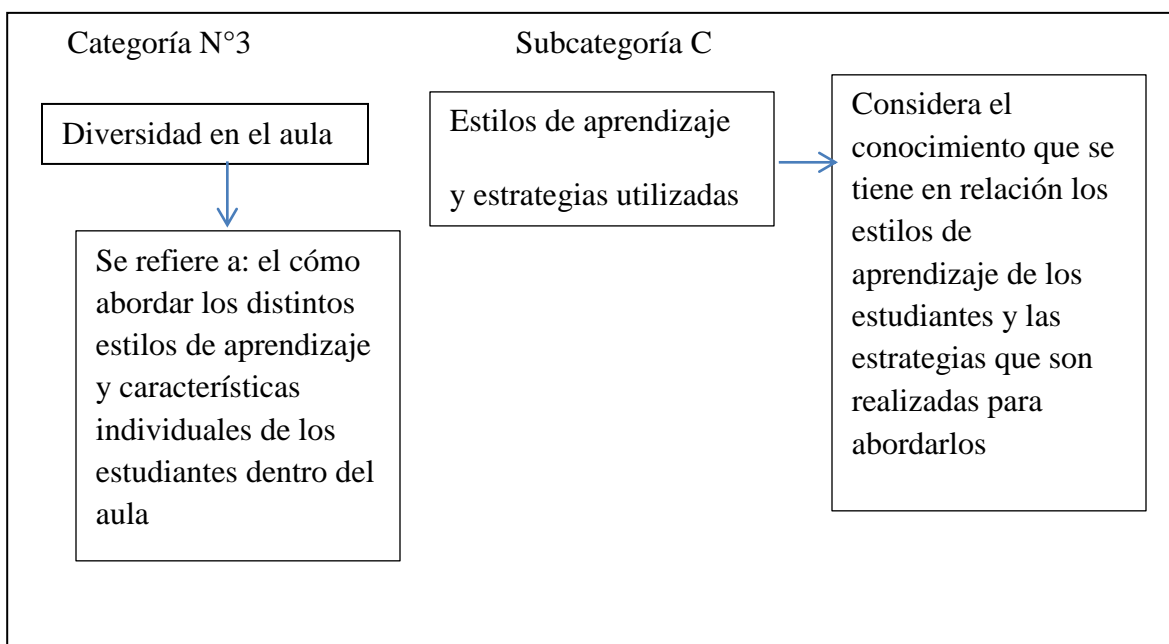 Categoría N°3
Diversidad en el aula
Se refiere a: el cómo
abordar los distintos
estilos de aprendizaje
y características
individuales de los
estudiantes dentro del
aula
Subcategoría C
Estilos de aprendizaje
y estrategias utilizadas
Considera el
conocimiento que se
tiene en relación los
estilos de
aprendizaje de los
estudiantes y las
estrategias que son
realizadas para
abordarlos